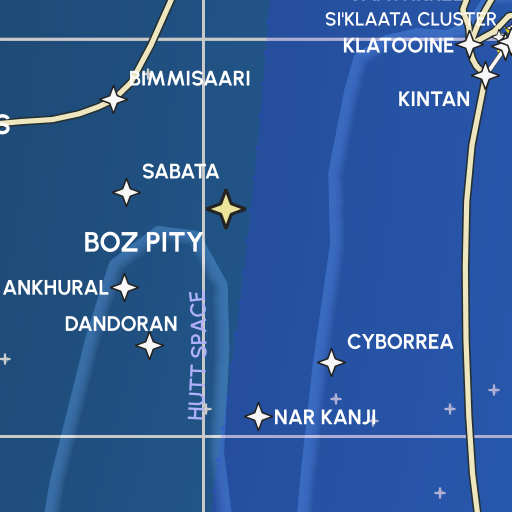 SI'KLAATA CLUSTER
KLATOOINE
BIMMISAARI
KINTAN
S
SABATA
BOZ PITY
ANKHURAL
HUTT SPACE
DANDORAN
CYBORREA
NAR KANJI